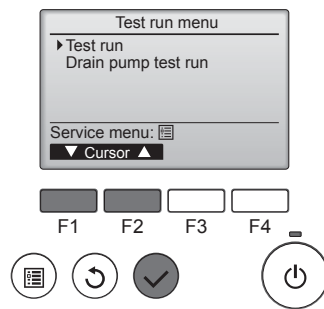 Test run menu
Test run
Drain pump test run
Service menu:
▼ Cursor ▲
F1 F2 F3 F4